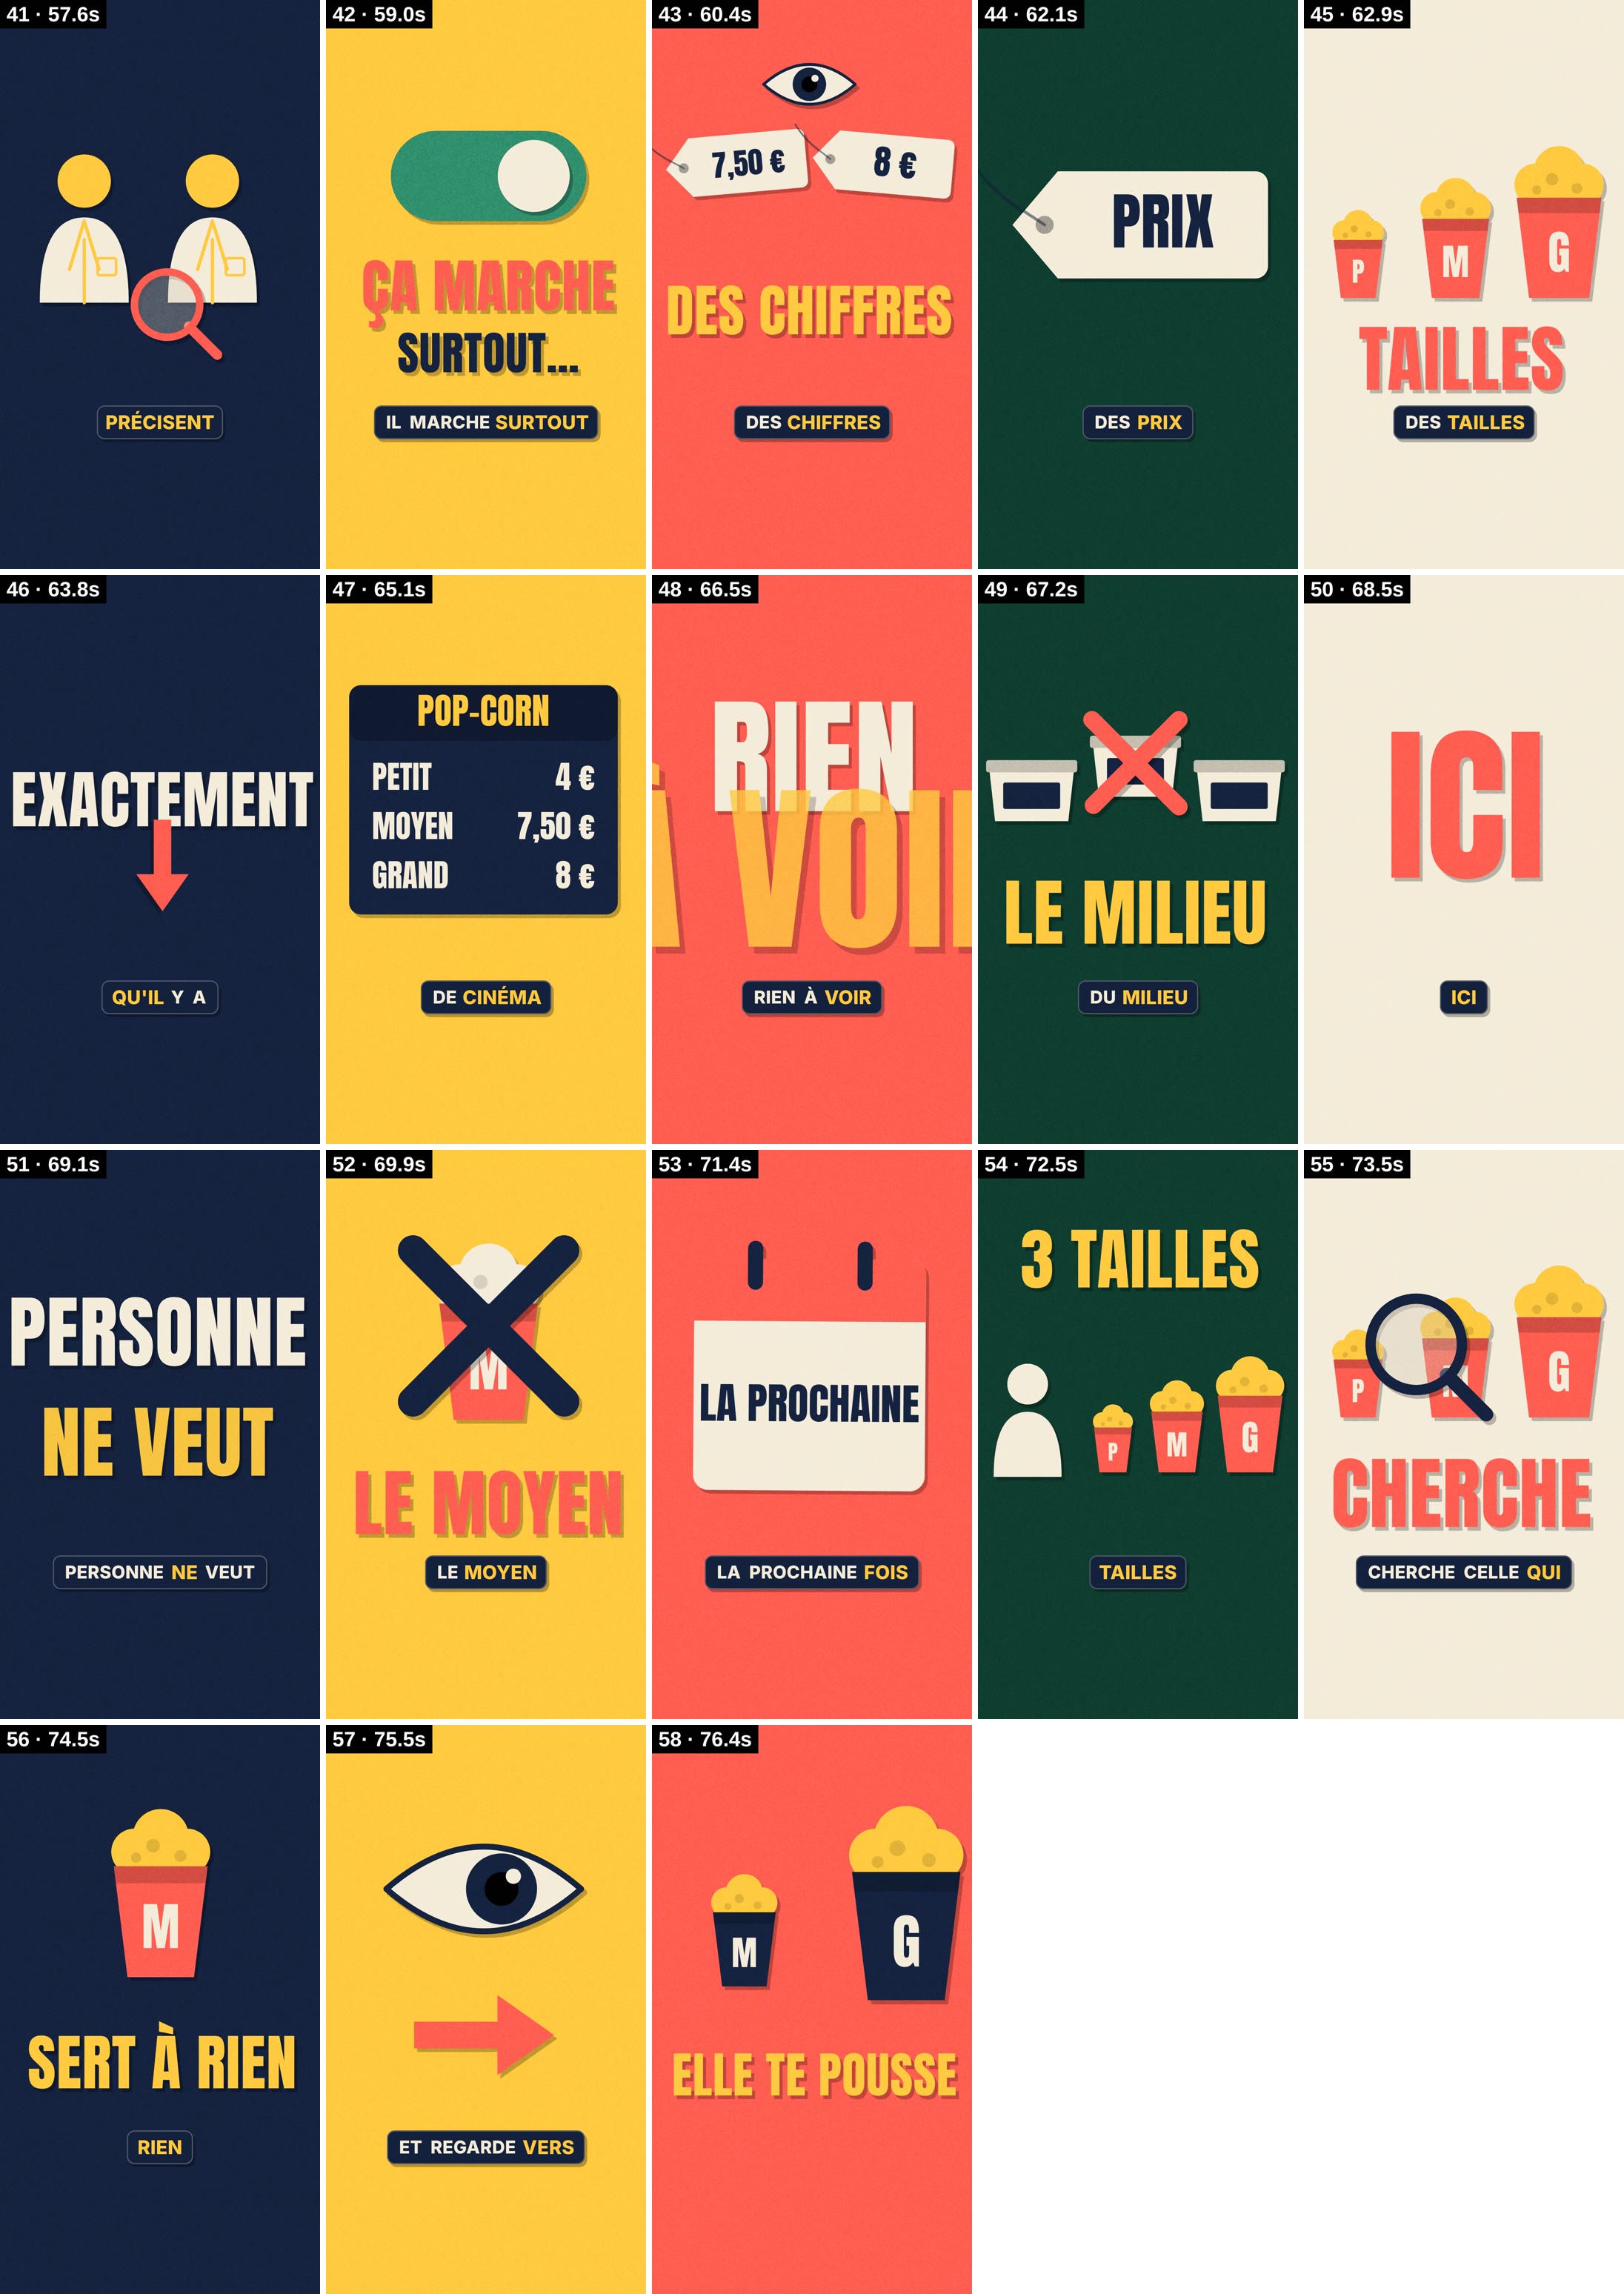 41 · 57.6s
PRÉCISENT
42 · 59.0s
ÇA MARCHE
SURTOUT...
IL MARCHE SURTOUT
43 · 60.4s
7,50 €
8 €
DES CHIFFRES
DES CHIFFRES
44 · 62.1s
PRIX
DES PRIX
45 · 62.9s
P
M
G
TAILLES
DES TAILLES
46 · 63.8s
EXACTEMENT
QU'IL Y A
47 · 65.1s
POP-CORN
PETIT 4 €
MOYEN 7,50 €
GRAND 8 €
DE CINÉMA
48 · 66.5s
RIEN
À VOI
RIEN À VOIR
49 · 67.2s
LE MILIEU
DU MILIEU
50 · 68.5s
ICI
ICI
51 · 69.1s
PERSONNE
NE VEUT
PERSONNE NE VEUT
52 · 69.9s
M
LE MOYEN
LE MOYEN
53 · 71.4s
LA PROCHAINE
LA PROCHAINE FOIS
54 · 72.5s
3 TAILLES
P
M
G
TAILLES
55 · 73.5s
P
G
CHERCHE
CHERCHE CELLE QUI
56 · 74.5s
M
SERT À RIEN
RIEN
57 · 75.5s
ET REGARDE VERS
58 · 76.4s
M
G
ELLE TE POUSSE